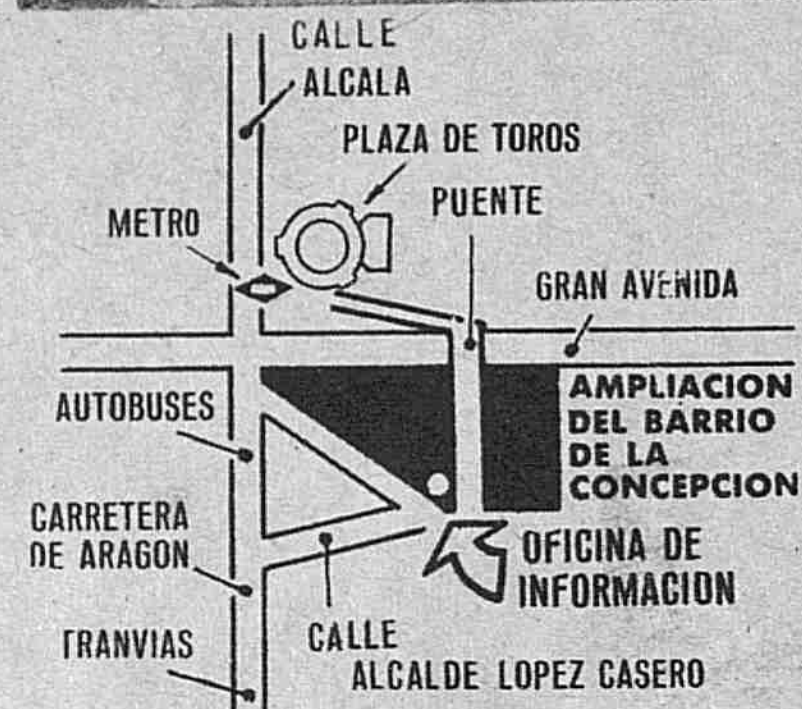 CALLE
ALCALA
PLAZA DE TOROS
METRO
PUENTE
GRAN AVENIDA
AUTOBUSES
AMPLIACION
DEL BARRIO
DE LA
CONCEPCION
CARRETERA
DE ARAGON
OFICINA DE
INFORMACION
TRANVIAS
CALLE
ALCALDE LOPEZ CASERO